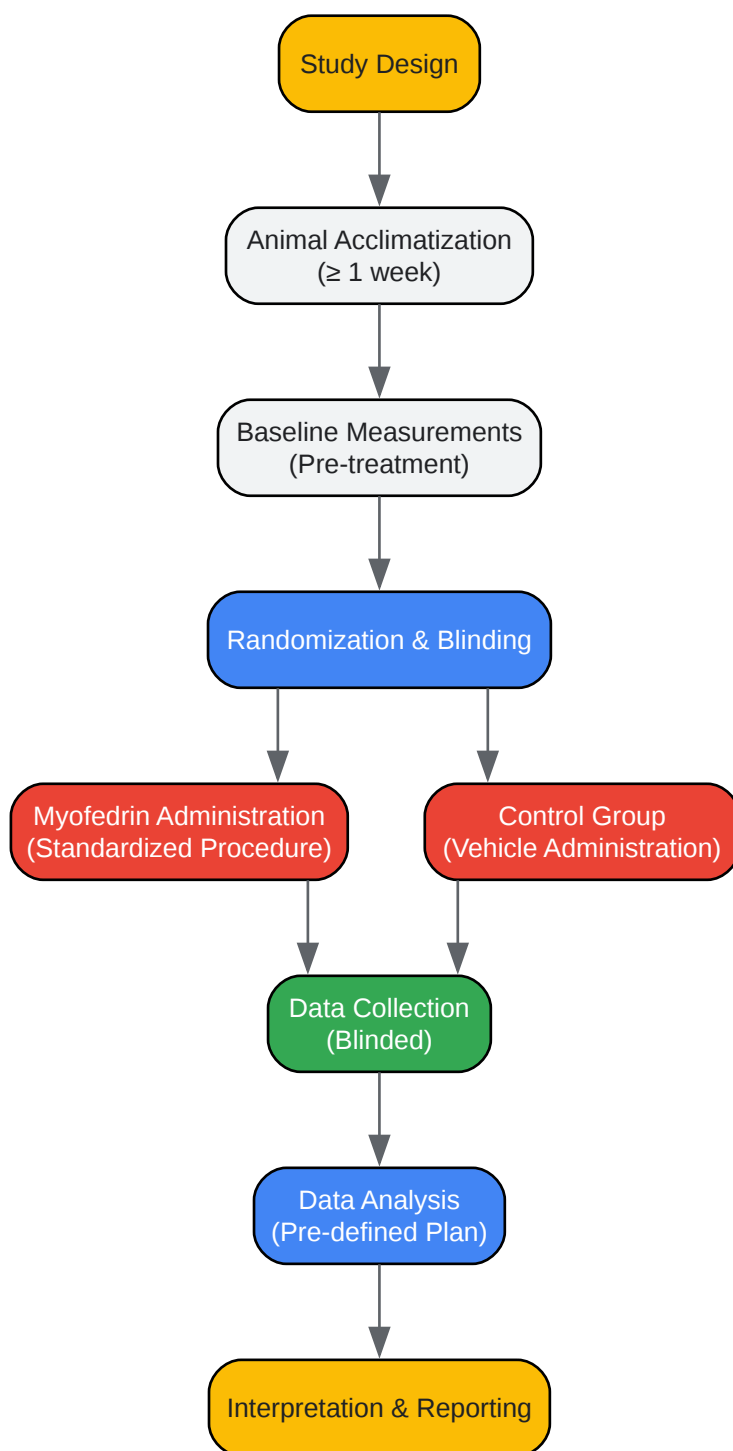 Study Design
Animal Acclimatization
(≥ 1 week)
Baseline Measurements
(Pre-treatment)
Randomization & Blinding
Myofedrin Administration
(Standardized Procedure)
Control Group
(Vehicle Administration)
Data Collection
(Blinded)
Data Analysis
(Pre-defined Plan)
Interpretation & Reporting